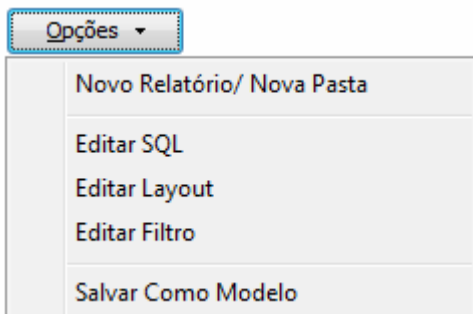 Opções
Novo Relatório/ Nova Pasta
Editar SQL
Editar Layout
Editar Filtro
Salvar Como Modelo